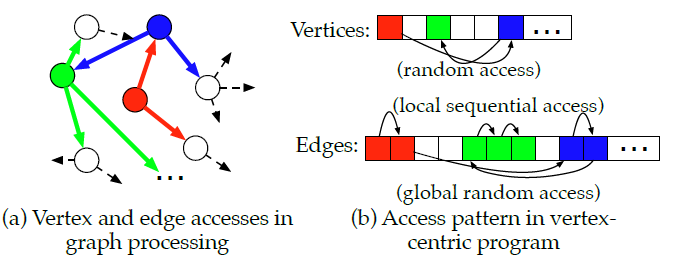 (a)
...
(a) Vertex and edge accesses in
graph processing
(b)
Vertices:
...
(random access)
(local sequential access)
Edges:
...
(global random access)
(b) Access pattern in vertex-
centric program